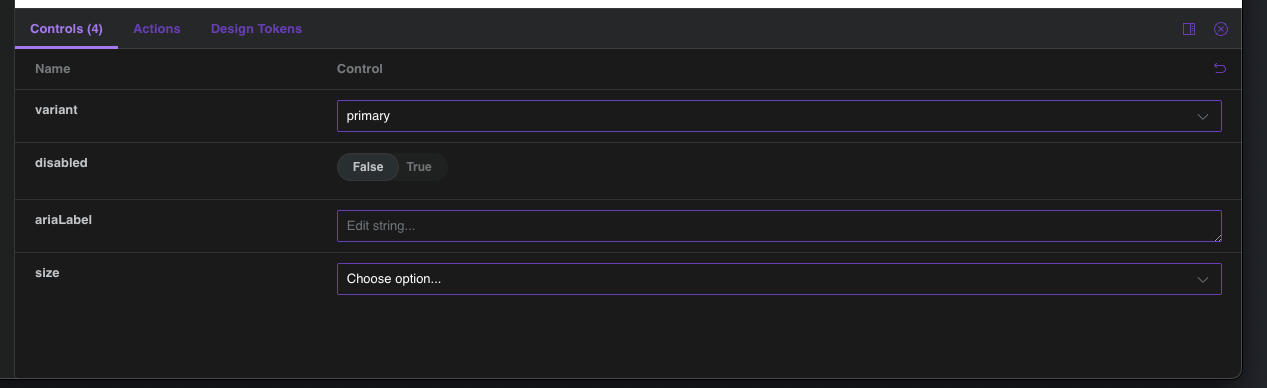 Controls (4) Actions Design Tokens
Name Control
variant primary
disabled False True
ariaLabel Edit string...
size Choose option...